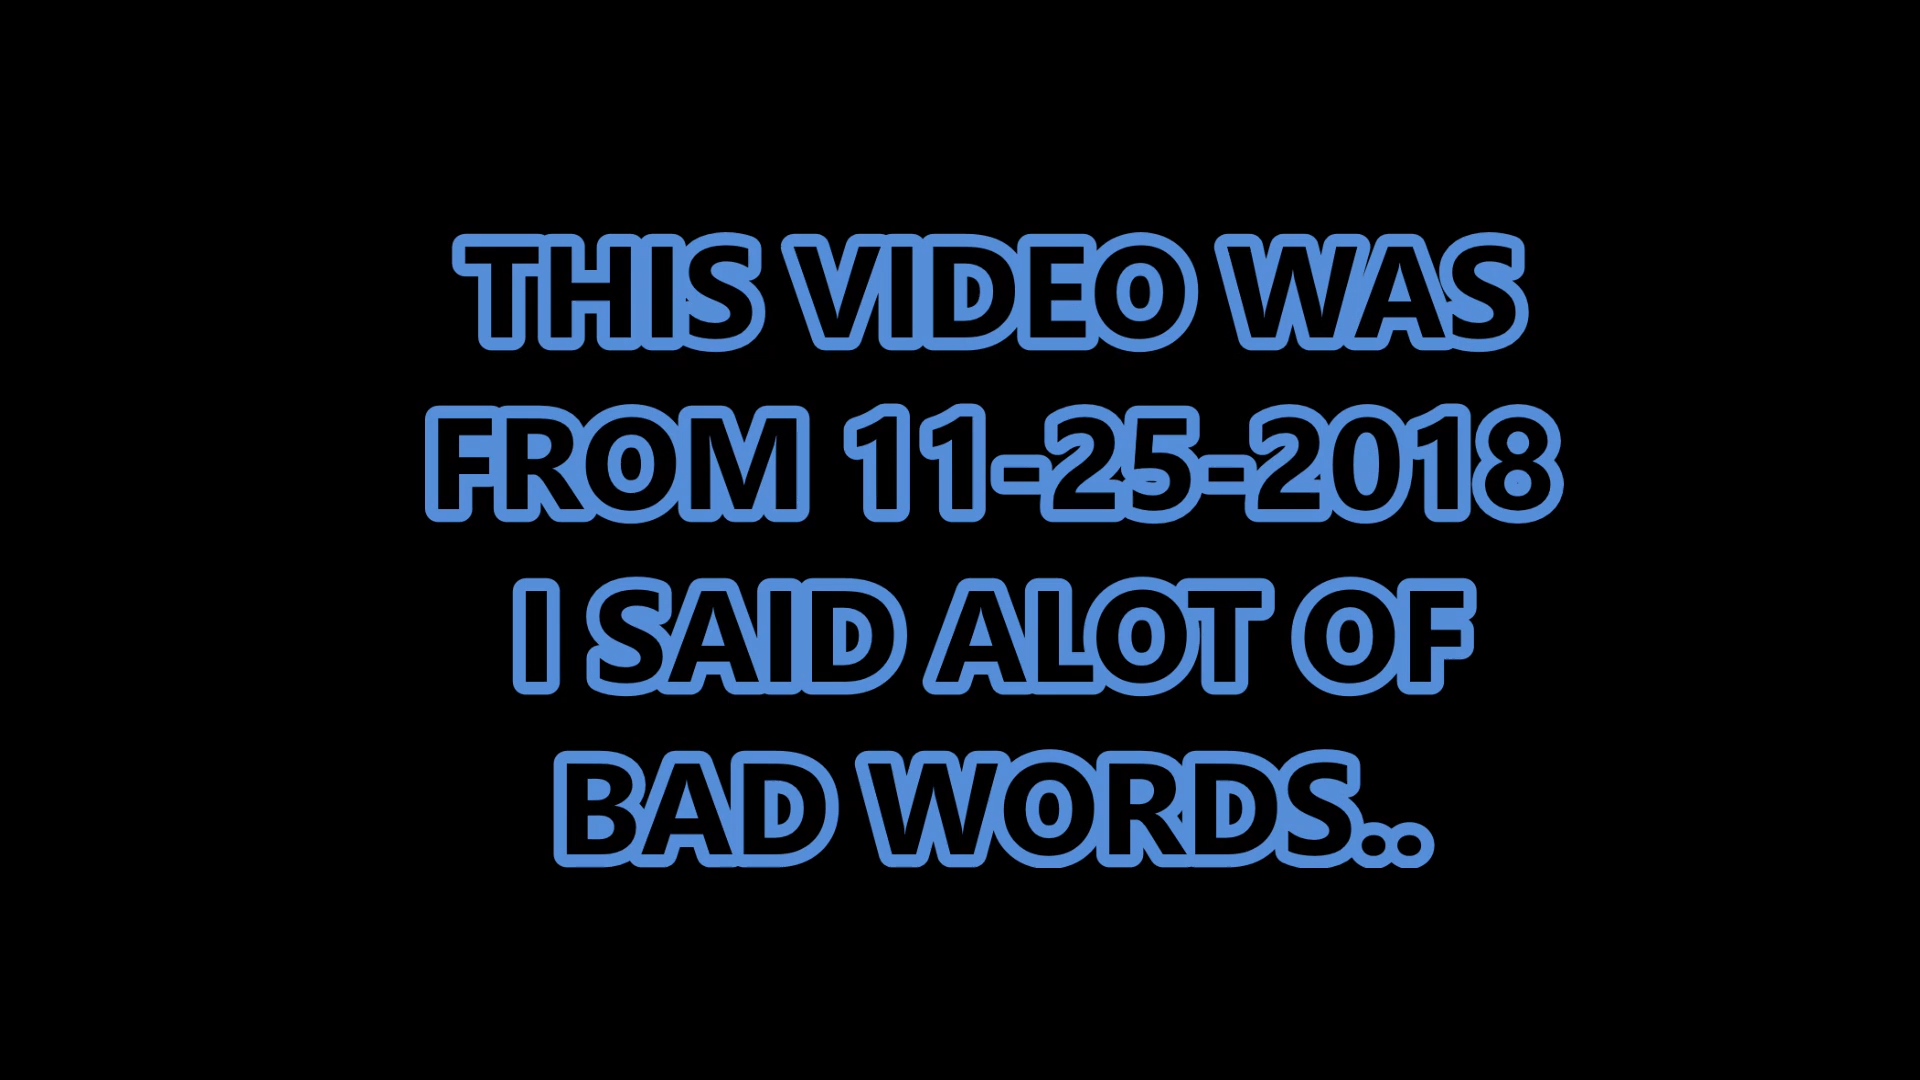 THIS VIDEO WAS
FROM 11-25-2018
I SAID ALOT OF
BAD WORDS..